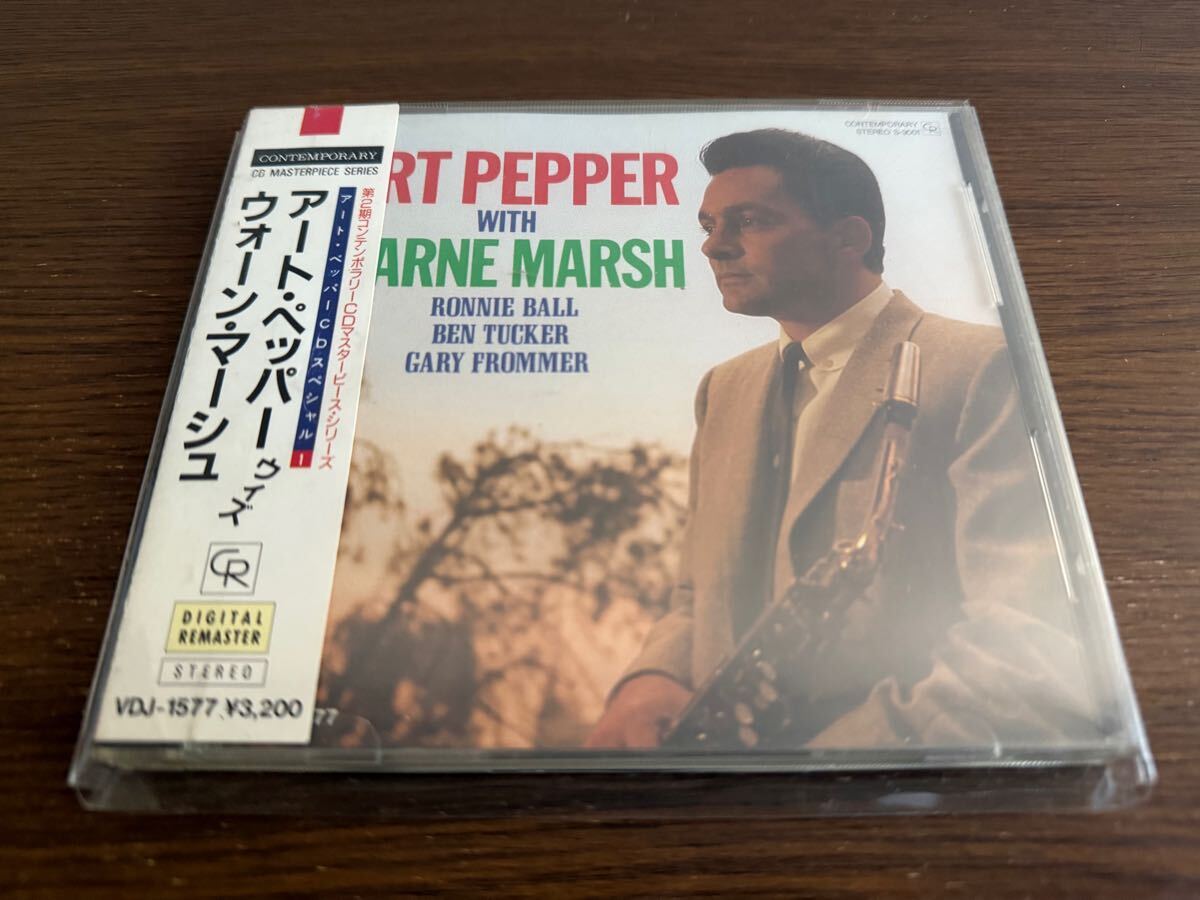 CONTEMPORARY
CG MASTERPIECE SERIES
第2期コンテンポラリーCDマスターピース・シリーズ
アート・ペッパーCDスペシャル1
アート・ペッパー ウィズ
ウォーン・マーシュ
CR
DIGITAL
REMASTER
STEREO
VDJ-1577 ¥3,200
CONTEMPORARY CR
STEREO S-9001
RT PEPPER
WITH
ARNE MARSH
RONNIE BALL
BEN TUCKER
GARY FROMMER
77